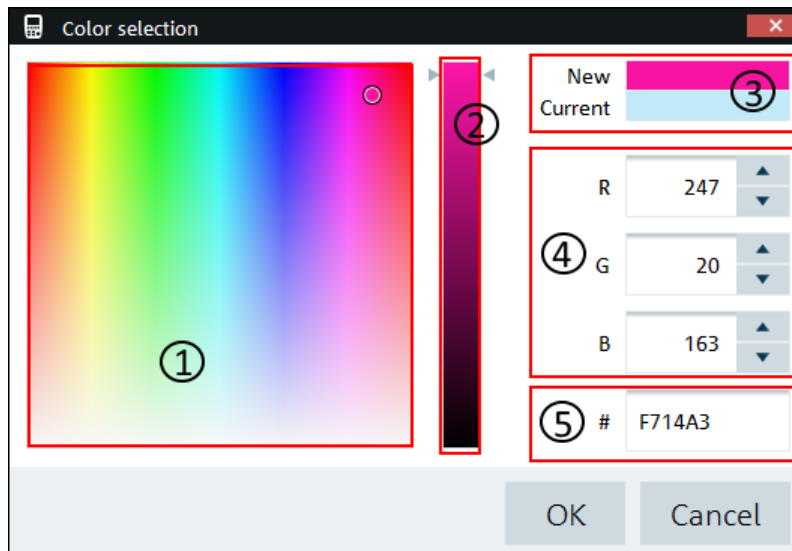 Color selection
New
Current
③
②
R 247
④
G 20
B 163
①
⑤ # F714A3
OK Cancel